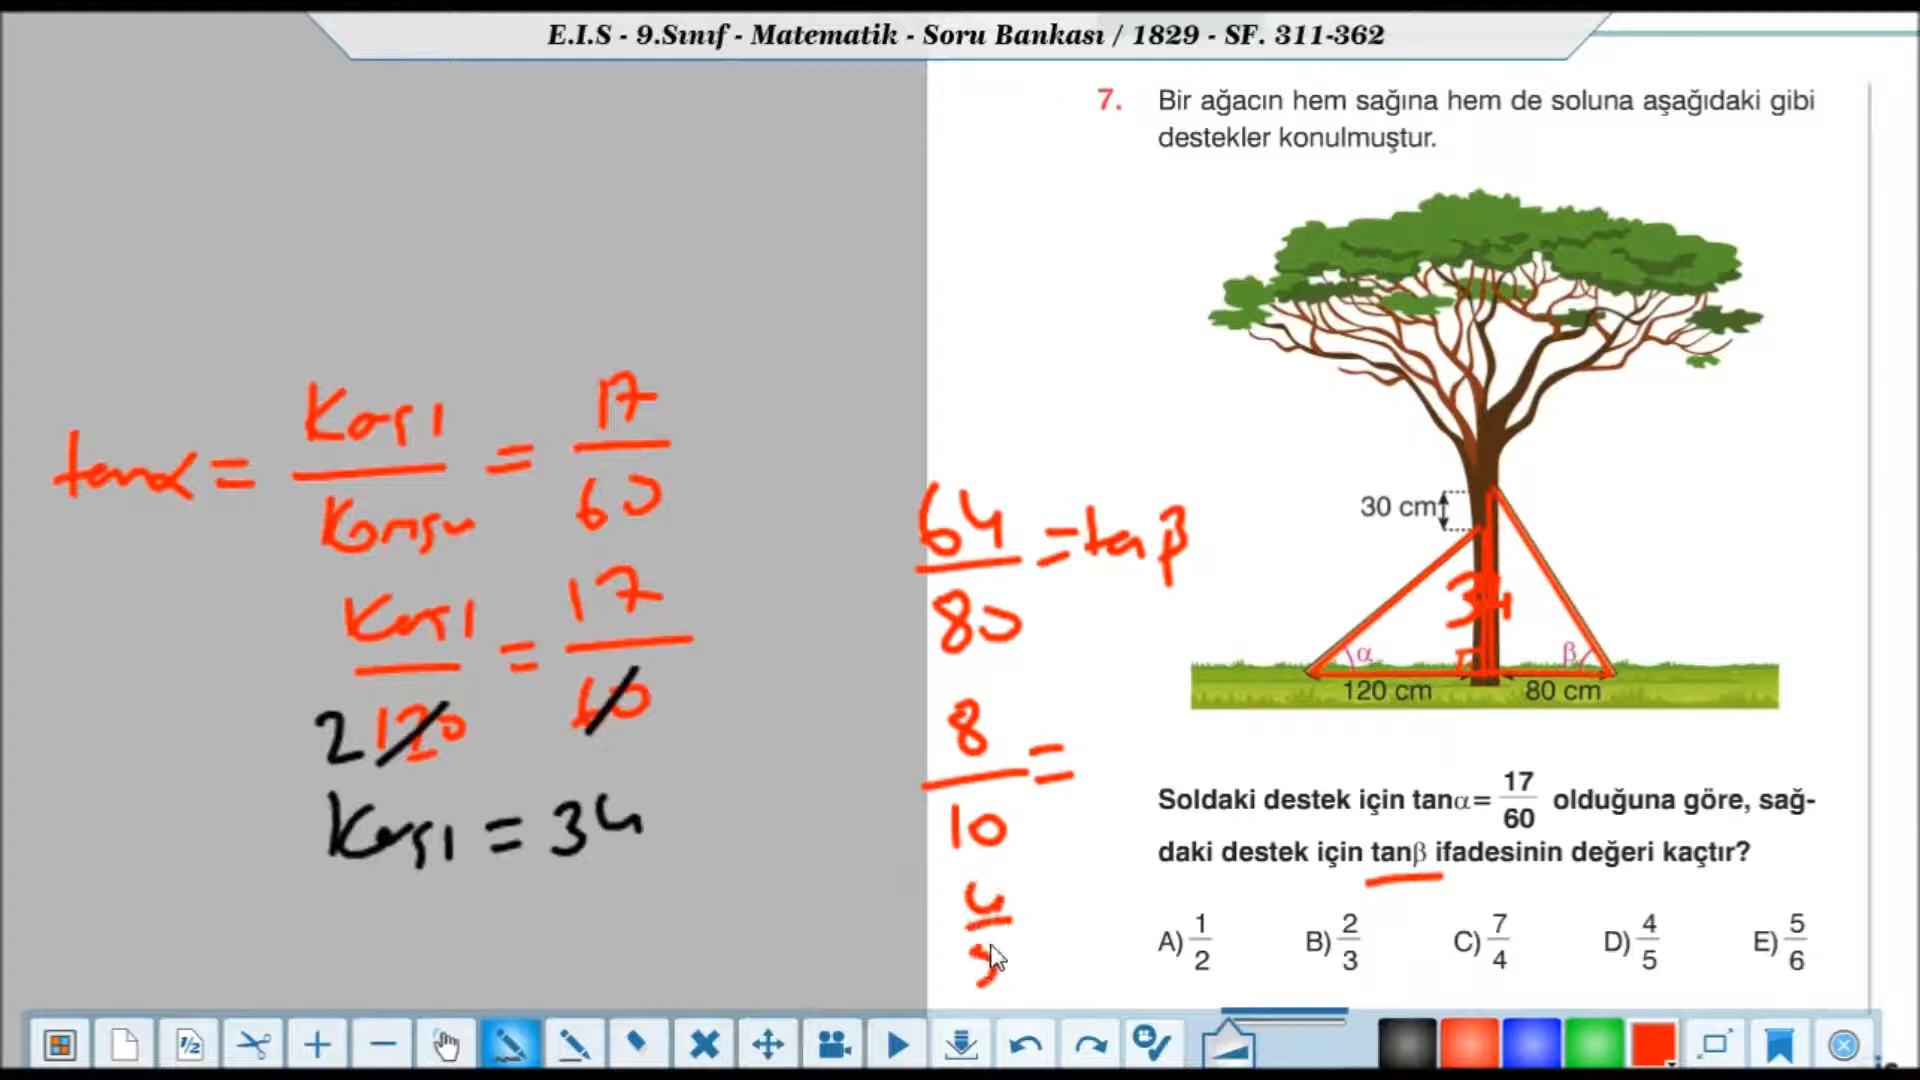 E.I.S - 9.Sınıf - Matematik - Soru Bankası / 1829 - SF. 311-362
7. Bir ağacın hem sağına hem de soluna aşağıdaki gibi
destekler konulmuştur.
30 cm
34
α
β
120 cm
80 cm
Soldaki destek için tanα= 17/60 olduğuna göre, sağ-
daki destek için tanβ ifadesinin değeri kaçtır?
A) 1/2 B) 2/3 C) 7/4 D) 4/5 E) 5/6
tanα = Karşı/Komşu = 17/60
Karşı/120 = 17/60
2
Karşı = 34
64/80 = tanβ
8/10 =
4/5
1/2